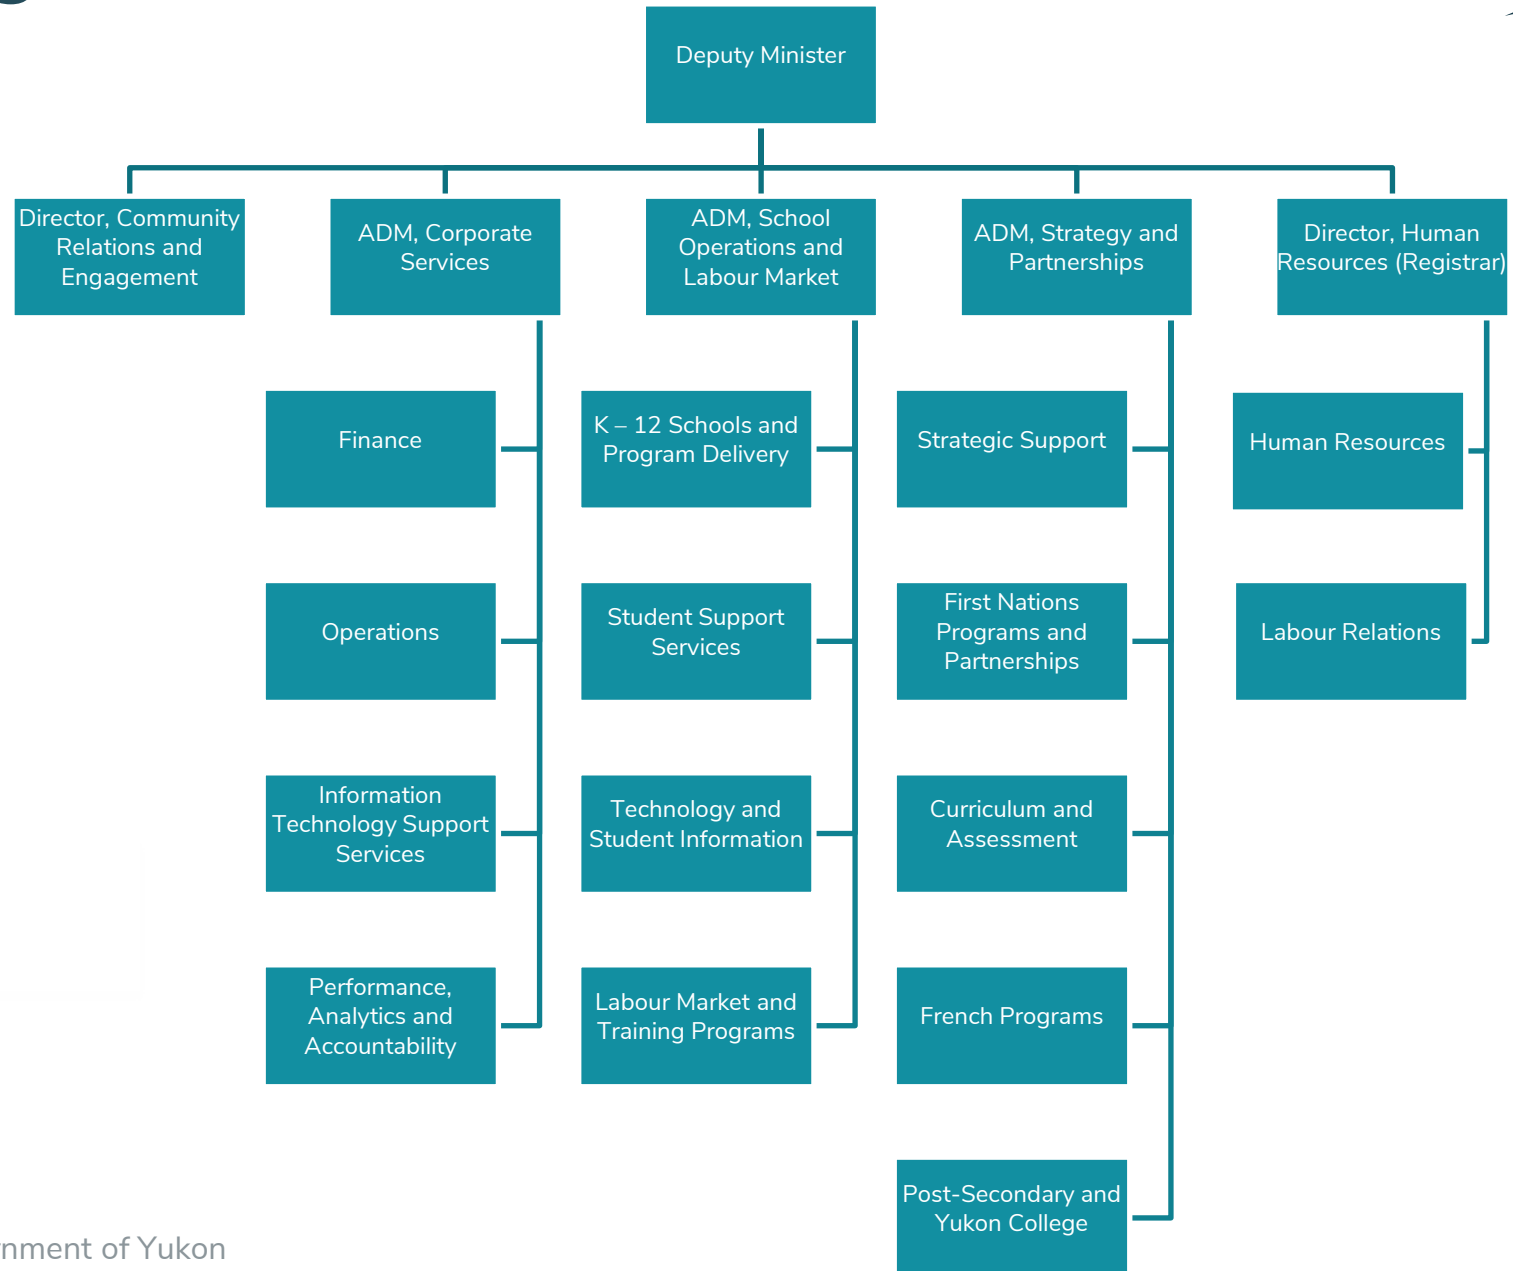 Deputy Minister
Director, Community
Relations and
Engagement
ADM, Corporate
Services
ADM, School
Operations and
Labour Market
ADM, Strategy and
Partnerships
Director, Human
Resources (Registrar)
Finance
K – 12 Schools and
Program Delivery
Strategic Support
Human Resources
Operations
Student Support
Services
First Nations
Programs and
Partnerships
Labour Relations
Information
Technology Support
Services
Technology and
Student Information
Curriculum and
Assessment
Performance,
Analytics and
Accountability
Labour Market and
Training Programs
French Programs
Post-Secondary and
Yukon College
nment of Yukon